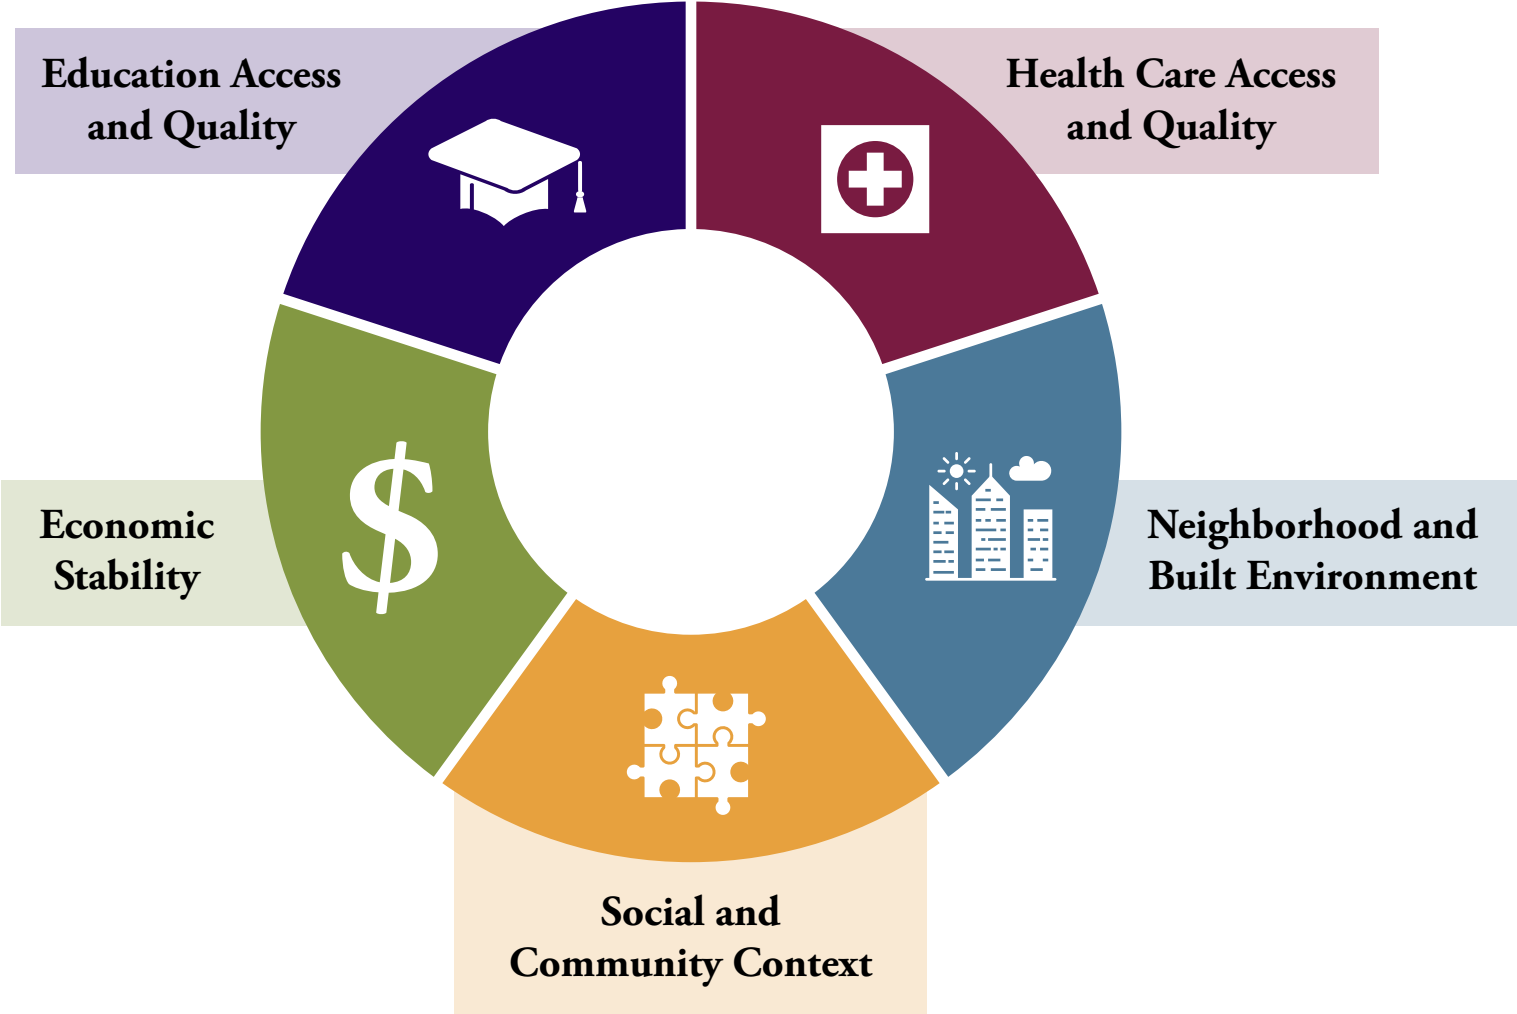 Education Access
and Quality
Health Care Access
and Quality
Economic
Stability
$
Neighborhood and
Built Environment
Social and
Community Context